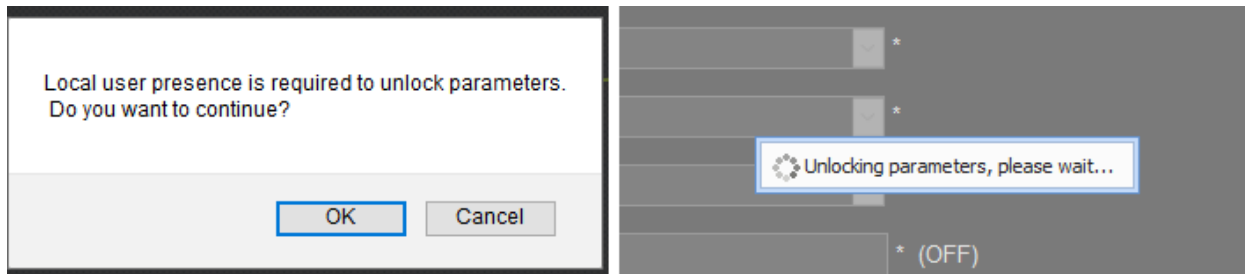 Local user presence is required to unlock parameters.
Do you want to continue?
OK
Cancel
*
*
Unlocking parameters, please wait...
* (OFF)